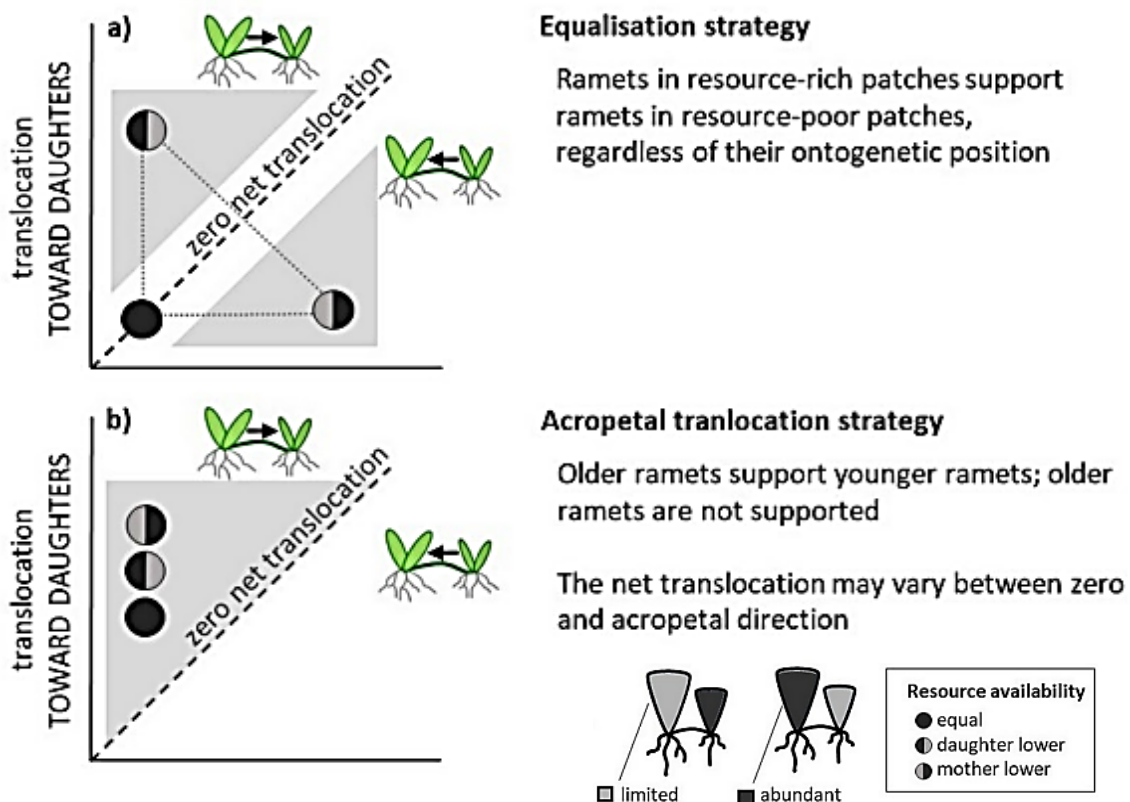 a)
translocation
TOWARD DAUGHTERS
zero net translocation
Equalisation strategy
Ramets in resource-rich patches support
ramets in resource-poor patches,
regardless of their ontogenetic position
b)
translocation
TOWARD DAUGHTERS
zero net translocation
Acropetal tranlocation strategy
Older ramets support younger ramets; older
ramets are not supported
The net translocation may vary between zero
and acropetal direction
limited
abundant
Resource availability
equal
daughter lower
mother lower